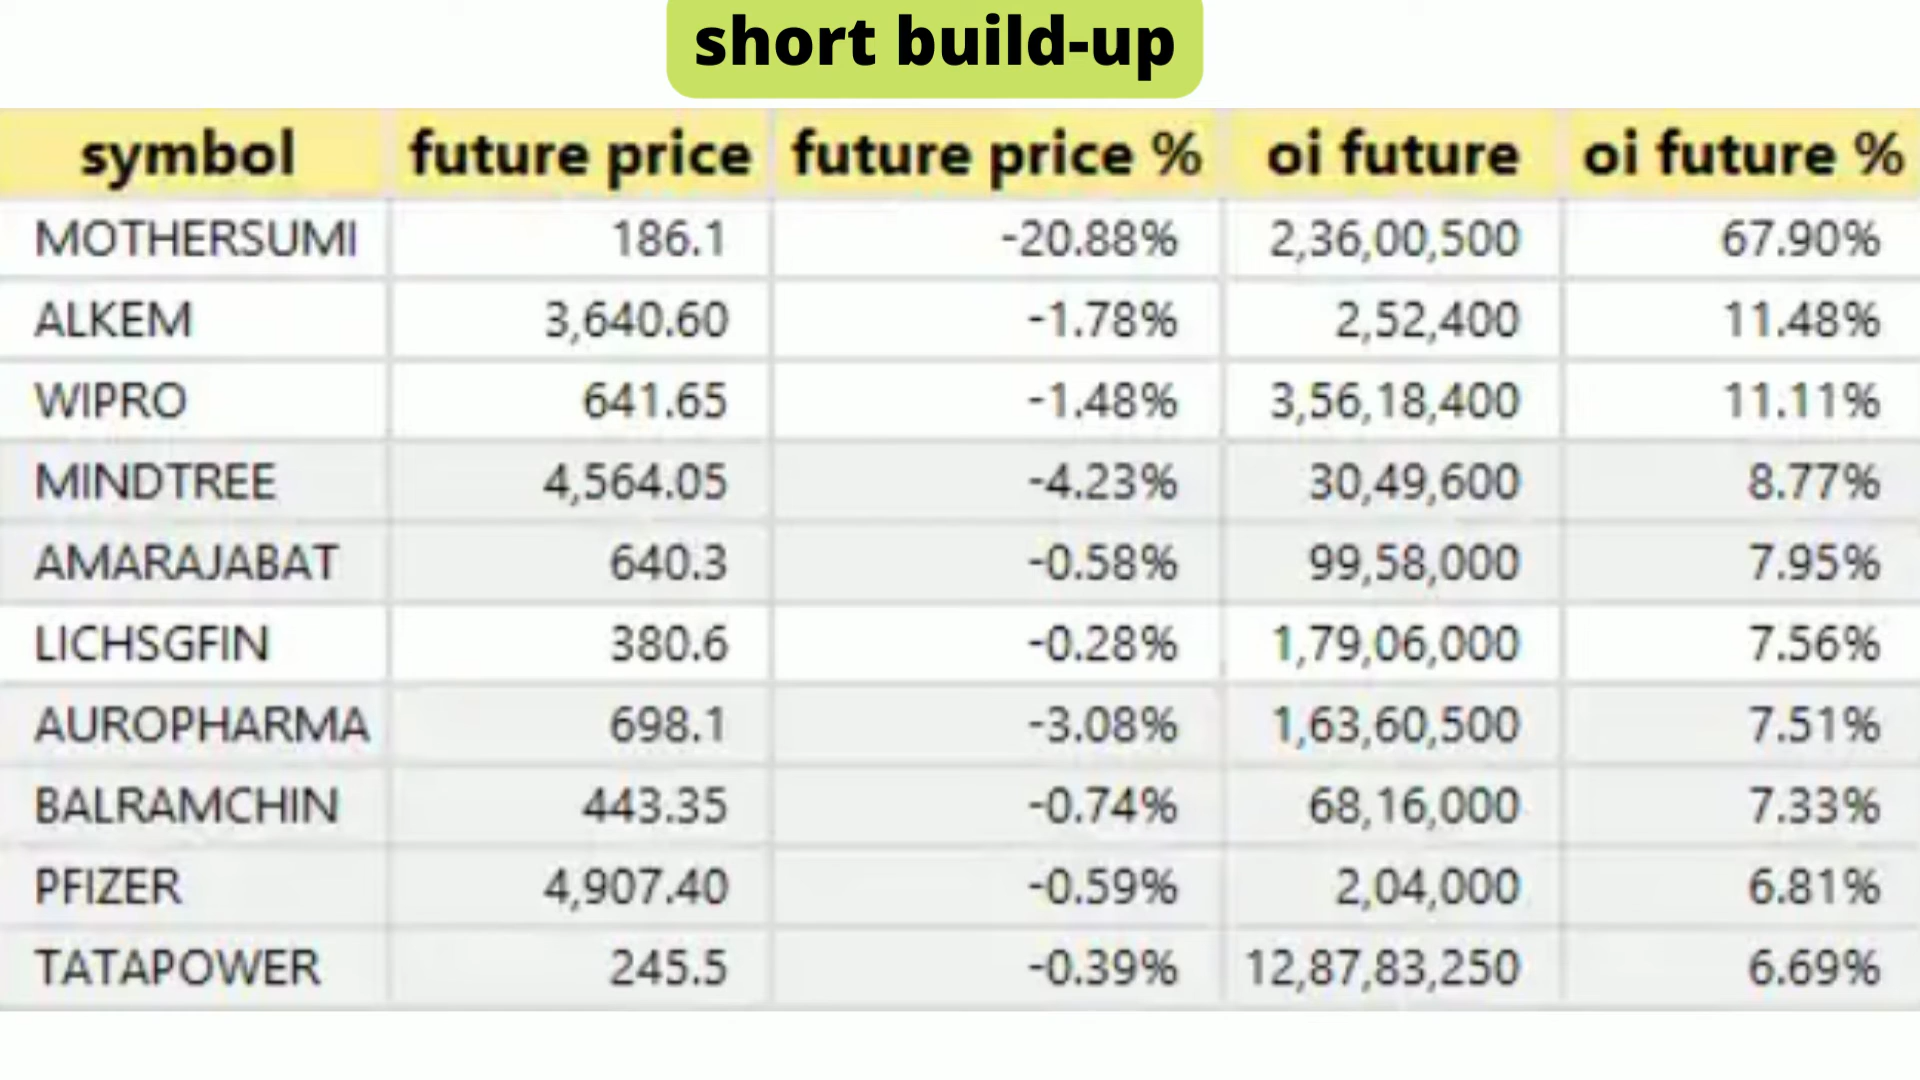 short build-up
symbol future price future price % oi future oi future %
MOTHERSUMI 186.1 -20.88% 2,36,00,500 67.90%
ALKEM 3,640.60 -1.78% 2,52,400 11.48%
WIPRO 641.65 -1.48% 3,56,18,400 11.11%
MINDTREE 4,564.05 -4.23% 30,49,600 8.77%
AMARAJABAT 640.3 -0.58% 99,58,000 7.95%
LICHSGFIN 380.6 -0.28% 1,79,06,000 7.56%
AUROPHARMA 698.1 -3.08% 1,63,60,500 7.51%
BALRAMCHIN 443.35 -0.74% 68,16,000 7.33%
PFIZER 4,907.40 -0.59% 2,04,000 6.81%
TATAPOWER 245.5 -0.39% 12,87,83,250 6.69%